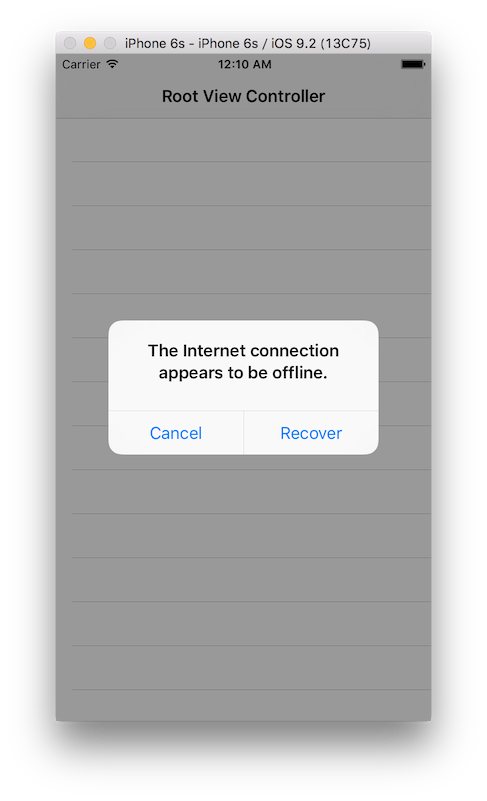 iPhone 6s - iPhone 6s / iOS 9.2 (13C75)
Carrier 12:10 AM
Root View Controller
The Internet connection
appears to be offline.
Cancel Recover